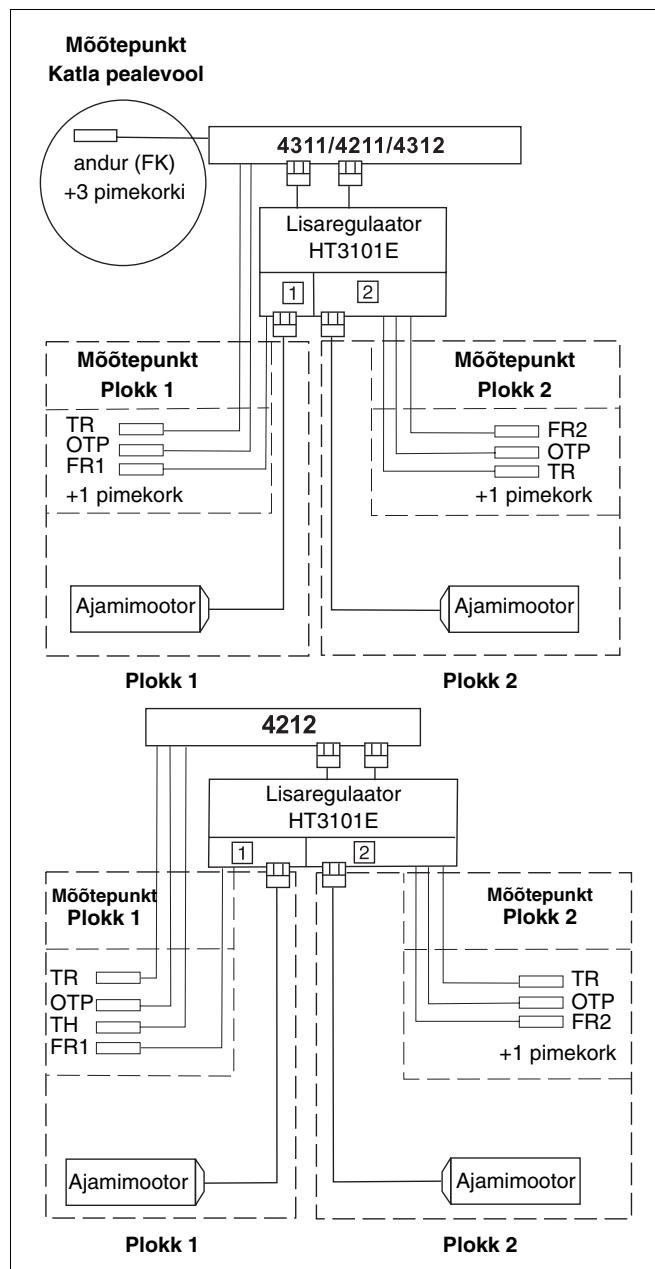 Mõõtepunkt
Katla pealevool
andur (FK)
+3 pimekorki
4311/4211/4312
Lisaregulaator
HT3101E
1
2
Mõõtepunkt
Plokk 1
TR
OTP
FR1
+1 pimekork
Mõõtepunkt
Plokk 2
FR2
OTP
TR
+1 pimekork
Ajamimootor
Ajamimootor
Plokk 1
Plokk 2
4212
Lisaregulaator
HT3101E
1
2
Mõõtepunkt
Plokk 1
TR
OTP
TH
FR1
Mõõtepunkt
Plokk 2
TR
OTP
FR2
+1 pimekork
Ajamimootor
Ajamimootor
Plokk 1
Plokk 2